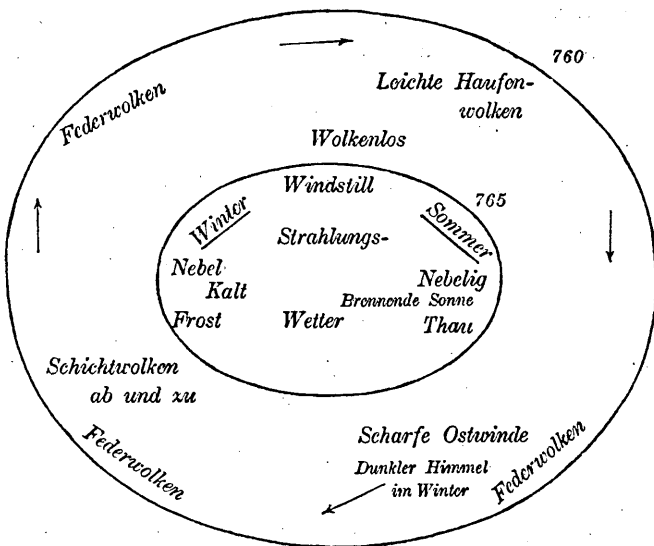 760
Federwolken
Leichte Haufen-
wolken
Wolkenlos
Windstill
765
Winter
Sommer
Strahlungs-
Nebel
Kalt
Frost
Nebelig
Brennende Sonne
Wetter
Thau
Schichtwolken
ab und zu
Federwolken
Scharfe Ostwinde
Dunkler Himmel
im Winter
Federwolken